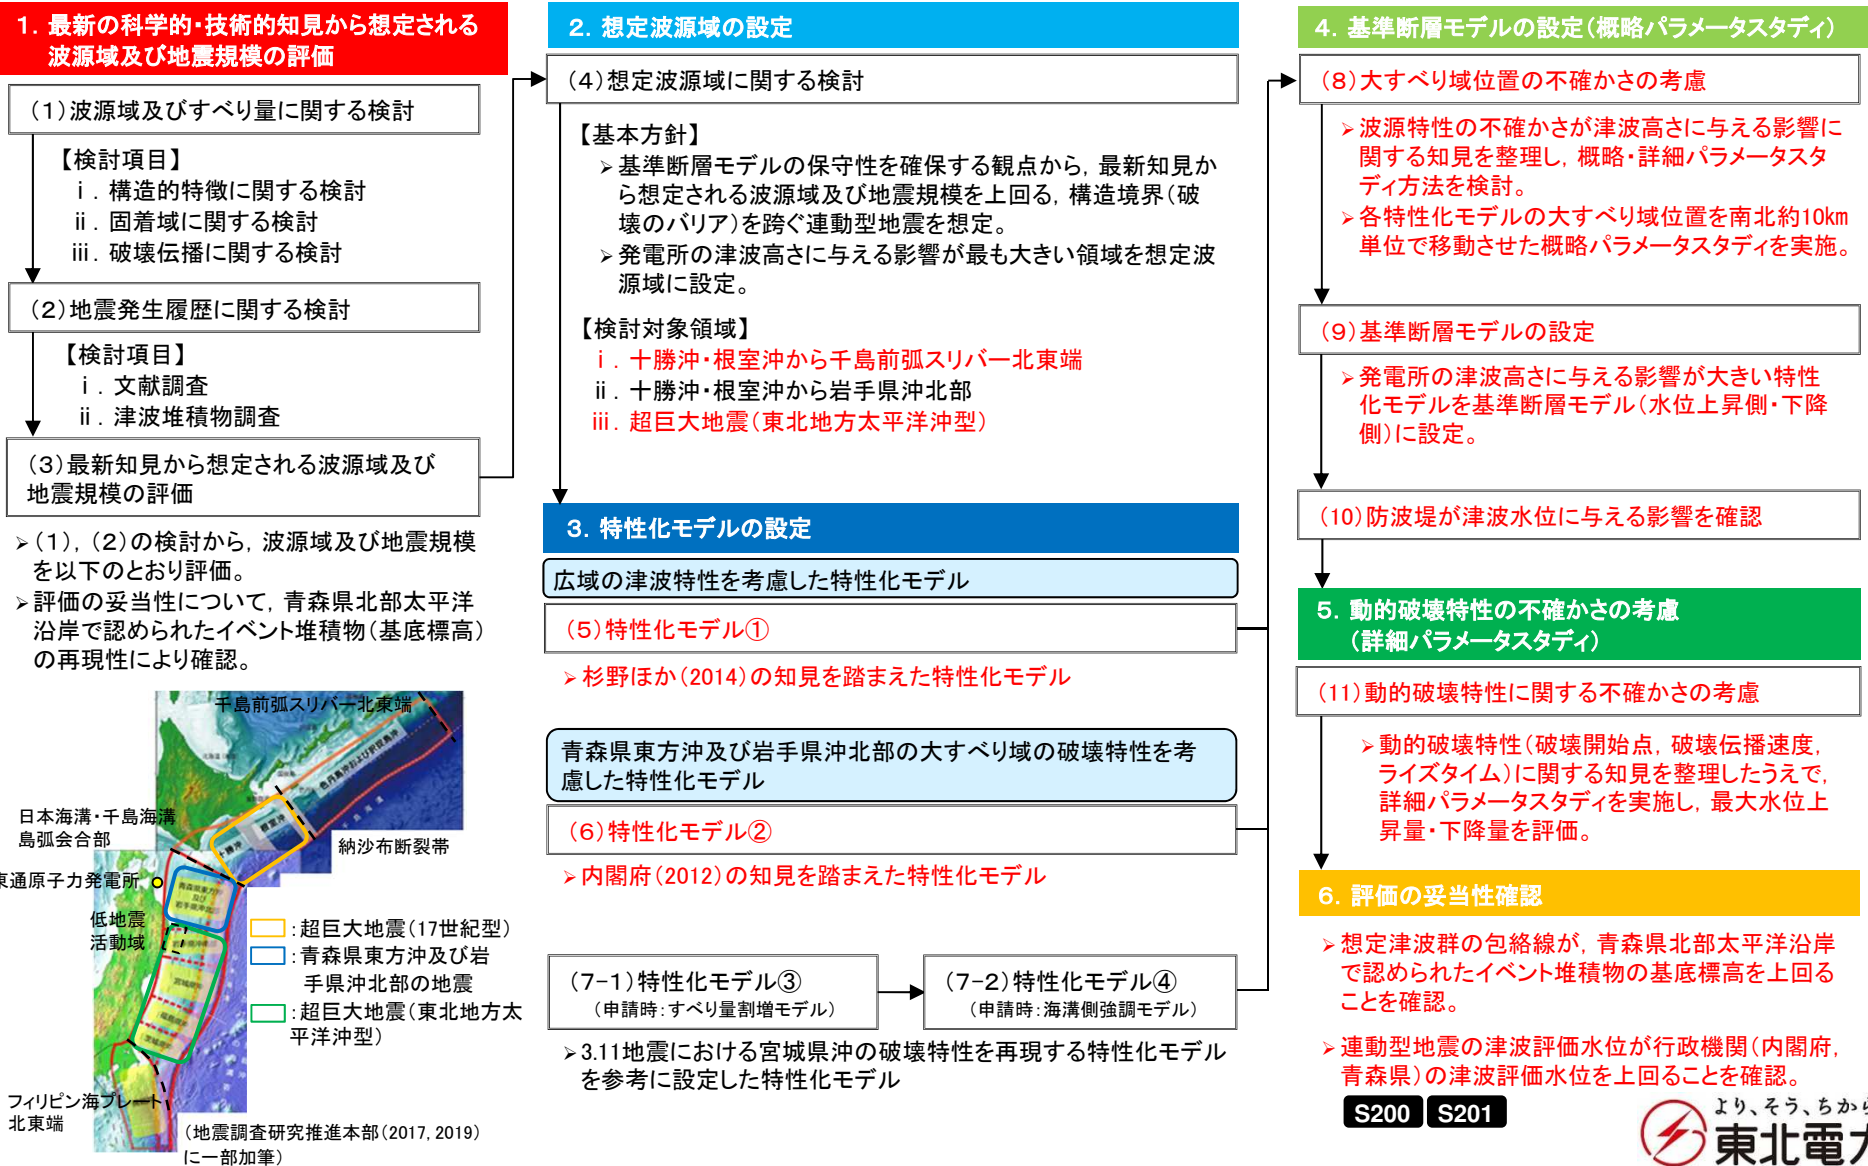 1. 最新の科学的・技術的知見から想定される
波源域及び地震規模の評価
(1)波源域及びすべり量に関する検討
【検討項目】
ⅰ. 構造的特徴に関する検討
ⅱ. 固着域に関する検討
ⅲ. 破壊伝播に関する検討
(2)地震発生履歴に関する検討
【検討項目】
ⅰ. 文献調査
ⅱ. 津波堆積物調査
(3)最新知見から想定される波源域及び
地震規模の評価
➢(1), (2)の検討から, 波源域及び地震規模
を以下のとおり評価。
➢評価の妥当性について, 青森県北部太平洋
沿岸で認められたイベント堆積物(基底標高)
の再現性により確認。
千島前弧スリバー北東端
色丹島沖および択捉島沖
根室沖
十勝沖
日本海溝・千島海溝
島弧会合部
納沙布断裂帯
東通原子力発電所
青森県東方沖
及び
岩手県沖北部
低地震
活動域
宮城県沖
福島県沖
茨城県沖
:超巨大地震(17世紀型)
:青森県東方沖及び岩
手県沖北部の地震
:超巨大地震(東北地方太
平洋沖型)
フィリピン海プレート
北東端
(地震調査研究推進本部(2017, 2019)
に一部加筆)
2. 想定波源域の設定
(4)想定波源域に関する検討
【基本方針】
➢基準断層モデルの保守性を確保する観点から, 最新知見か
ら想定される波源域及び地震規模を上回る, 構造境界(破
壊のバリア)を跨ぐ連動型地震を想定。
➢発電所の津波高さに与える影響が最も大きい領域を想定波
源域に設定。
【検討対象領域】
ⅰ. 十勝沖・根室沖から千島前弧スリバー北東端
ⅱ. 十勝沖・根室沖から岩手県沖北部
ⅲ. 超巨大地震(東北地方太平洋沖型)
3. 特性化モデルの設定
広域の津波特性を考慮した特性化モデル
(5)特性化モデル①
➢杉野ほか(2014)の知見を踏まえた特性化モデル
青森県東方沖及び岩手県沖北部の大すべり域の破壊特性を考
慮した特性化モデル
(6)特性化モデル②
➢内閣府(2012)の知見を踏まえた特性化モデル
(7-1)特性化モデル③
(申請時:すべり量割増モデル)
(7-2)特性化モデル④
(申請時:海溝側強調モデル)
➢3.11地震における宮城県沖の破壊特性を再現する特性化モデル
を参考に設定した特性化モデル
4. 基準断層モデルの設定(概略パラメータスタディ)
(8)大すべり域位置の不確かさの考慮
➢波源特性の不確かさが津波高さに与える影響に
関する知見を整理し, 概略・詳細パラメータスタ
ディ方法を検討。
➢各特性化モデルの大すべり域位置を南北約10km
単位で移動させた概略パラメータスタディを実施。
(9)基準断層モデルの設定
➢発電所の津波高さに与える影響が大きい特性
化モデルを基準断層モデル(水位上昇側・下降
側)に設定。
(10)防波堤が津波水位に与える影響を確認
5. 動的破壊特性の不確かさの考慮
(詳細パラメータスタディ)
(11)動的破壊特性に関する不確かさの考慮
➢動的破壊特性(破壊開始点, 破壊伝播速度,
ライズタイム)に関する知見を整理したうえで,
詳細パラメータスタディを実施し, 最大水位上
昇量・下降量を評価。
6. 評価の妥当性確認
➢想定津波群の包絡線が, 青森県北部太平洋沿岸
で認められたイベント堆積物の基底標高を上回る
ことを確認。
➢連動型地震の津波評価水位が行政機関(内閣府,
青森県)の津波評価水位を上回ることを確認。
S200 S201
より、そう、ちから
東北電力